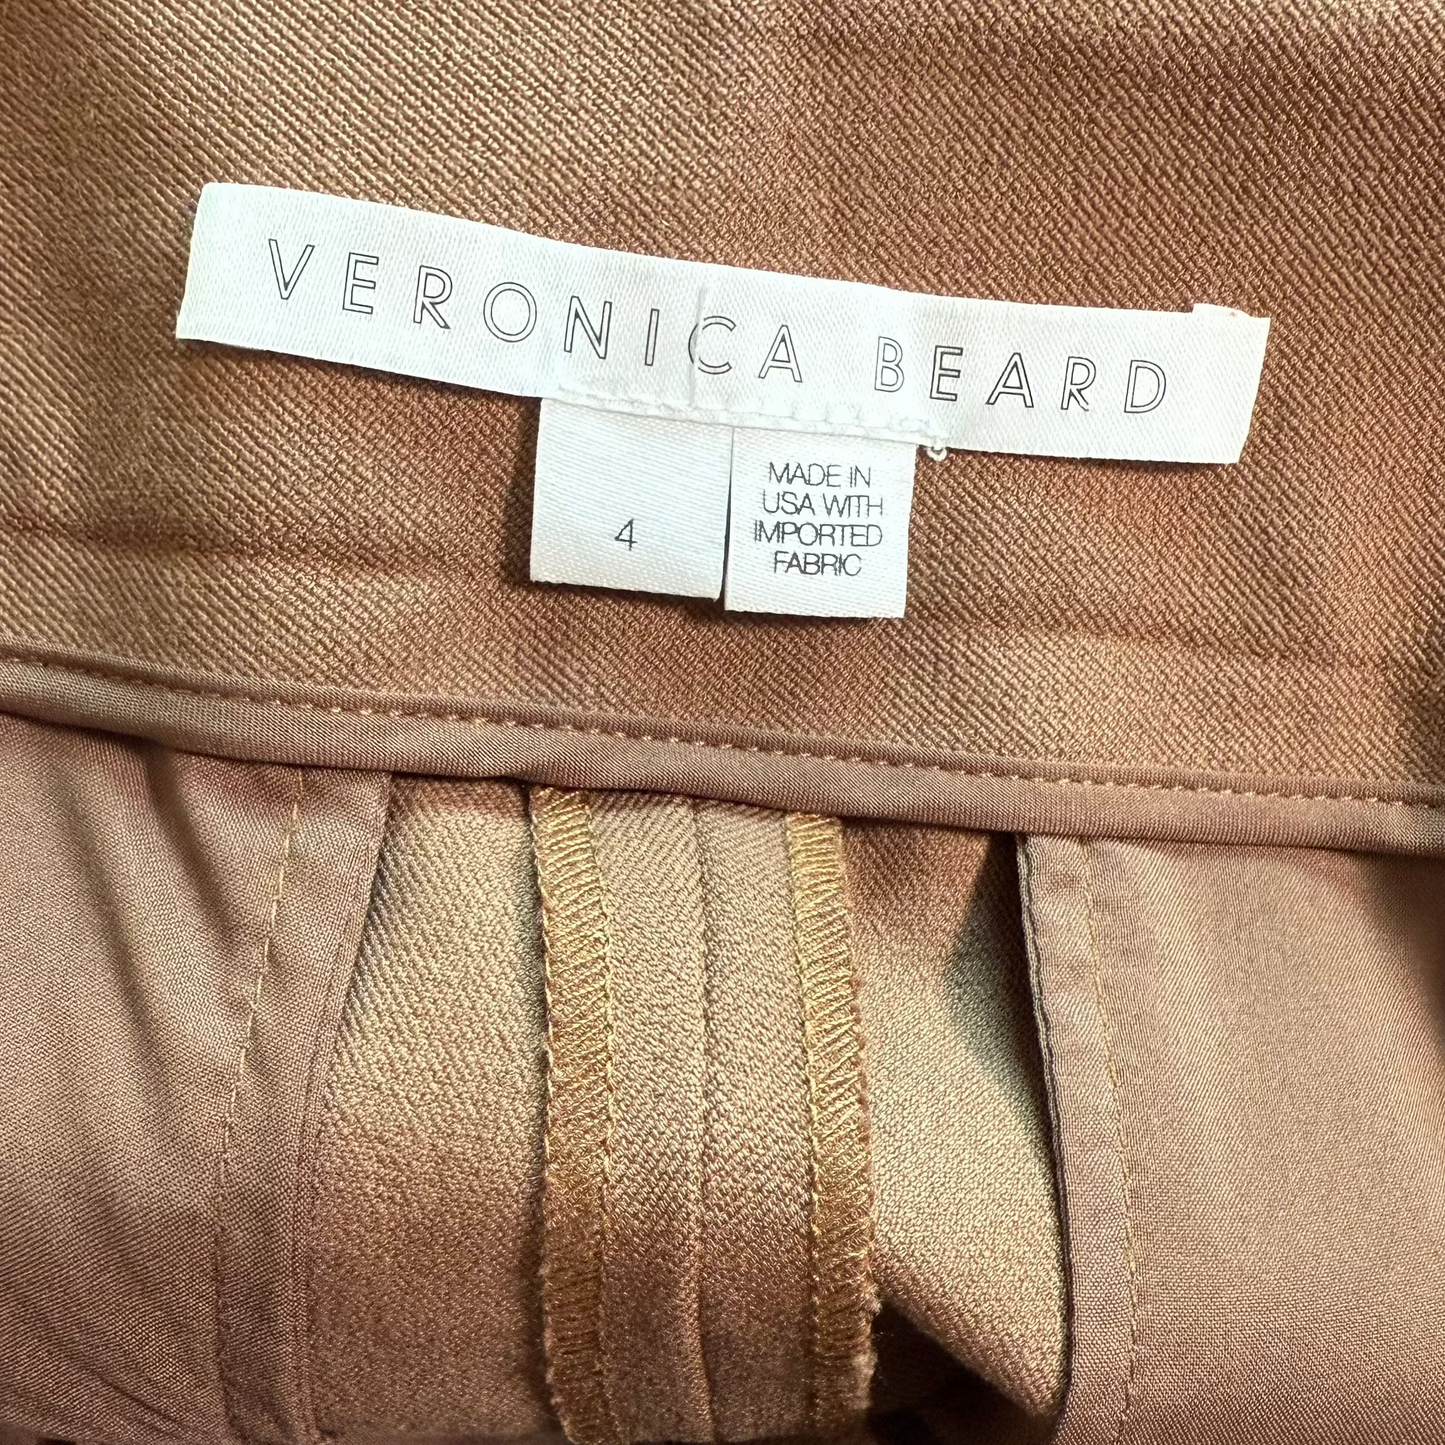 VERONICA BEARD
4
MADE IN
USA WITH
IMPORTED
FABRIC